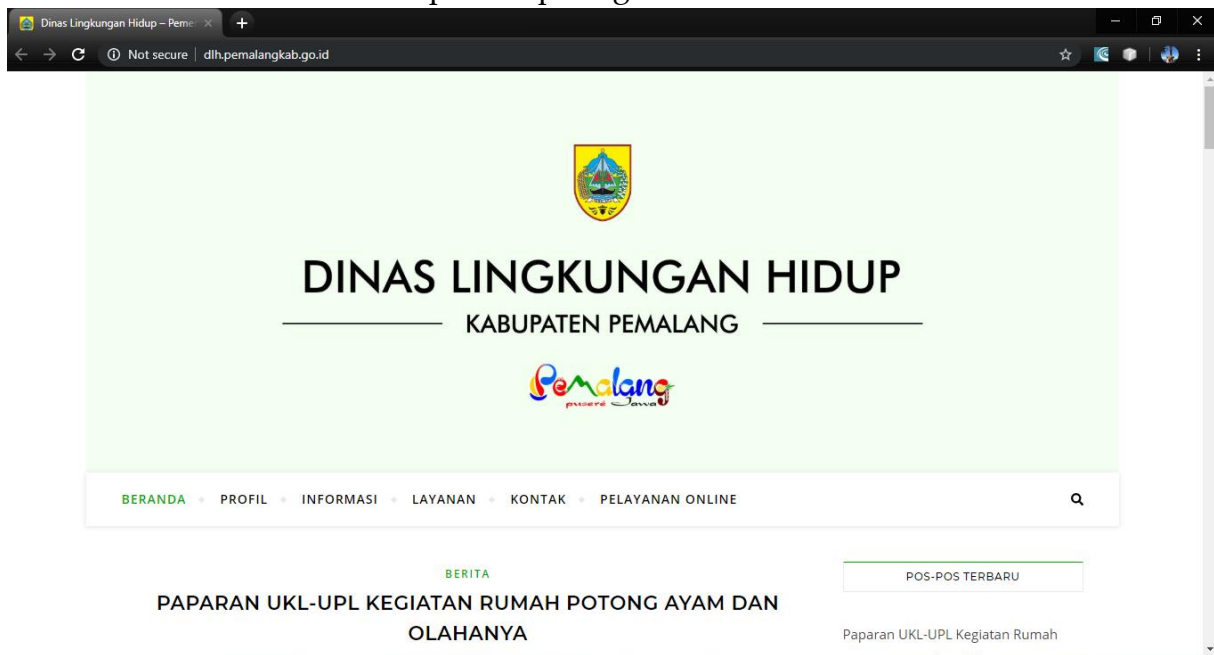 Dinas Lingkungan Hidup – Peme
Not secure | dlh.pemalangkab.go.id
DINAS LINGKUNGAN HIDUP
KABUPATEN PEMALANG
Pemalang
pusere Jawa
BERANDA PROFIL INFORMASI LAYANAN KONTAK PELAYANAN ONLINE
BERITA
PAPARAN UKL-UPL KEGIATAN RUMAH POTONG AYAM DAN
OLAHANYA
POS-POS TERBARU
Paparan UKL-UPL Kegiatan Rumah